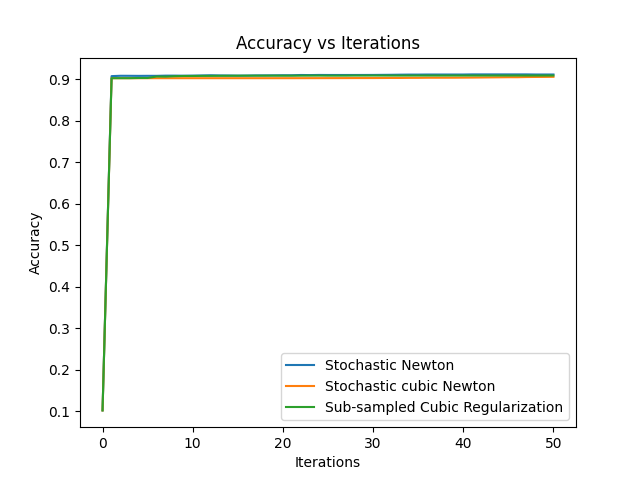 Accuracy vs Iterations
Accuracy
0.9
0.8
0.7
0.6
0.5
0.4
0.3
0.2
0.1
Stochastic Newton
Stochastic cubic Newton
Sub-sampled Cubic Regularization
0 10 20 30 40 50
Iterations